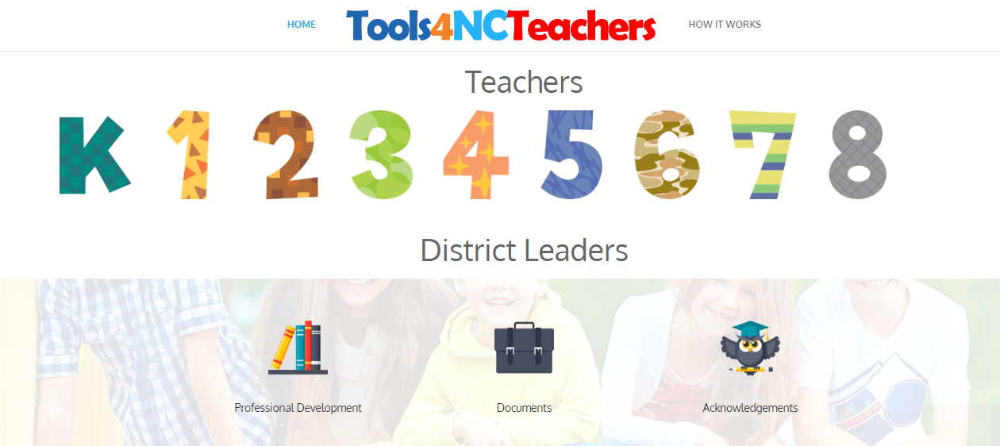 HOME Tools4NCTeachers HOW IT WORKS
Teachers
K 1 2 3 4 5 6 7 8
District Leaders
Professional Development Documents Acknowledgements